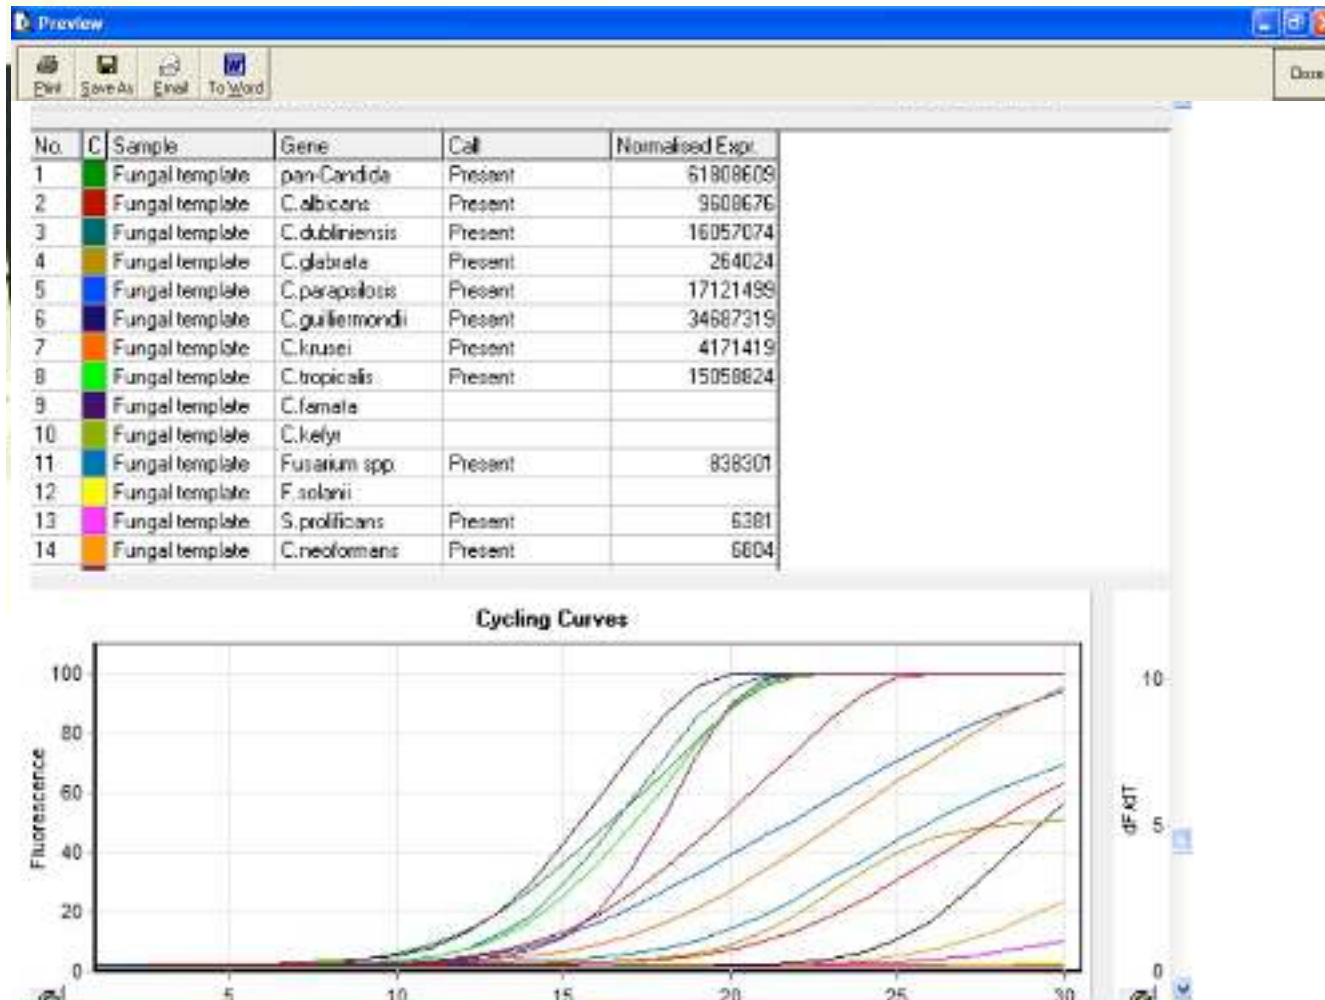 Preview
Print Save As Email To Word Close
No. C Sample Gene Call Normalised Expr.
1 Fungal template pan-Candida Present 61808609
2 Fungal template C.albicans Present 9608676
3 Fungal template C.dubliniensis Present 16057074
4 Fungal template C.glabrata Present 264024
5 Fungal template C.parapsilosis Present 17121499
6 Fungal template C.guilliermondii Present 34687319
7 Fungal template C.krusei Present 4171419
8 Fungal template C.tropicalis Present 15058824
9 Fungal template C.famata
10 Fungal template C.kefyr
11 Fungal template Fusarium spp. Present 838301
12 Fungal template F.solanii
13 Fungal template S.prolificans Present 6381
14 Fungal template C.neoformans Present 6804
Cycling Curves
Fluorescence
100
80
60
40
20
0
5 10 15 20 25 30
dF/dT
10
5
0